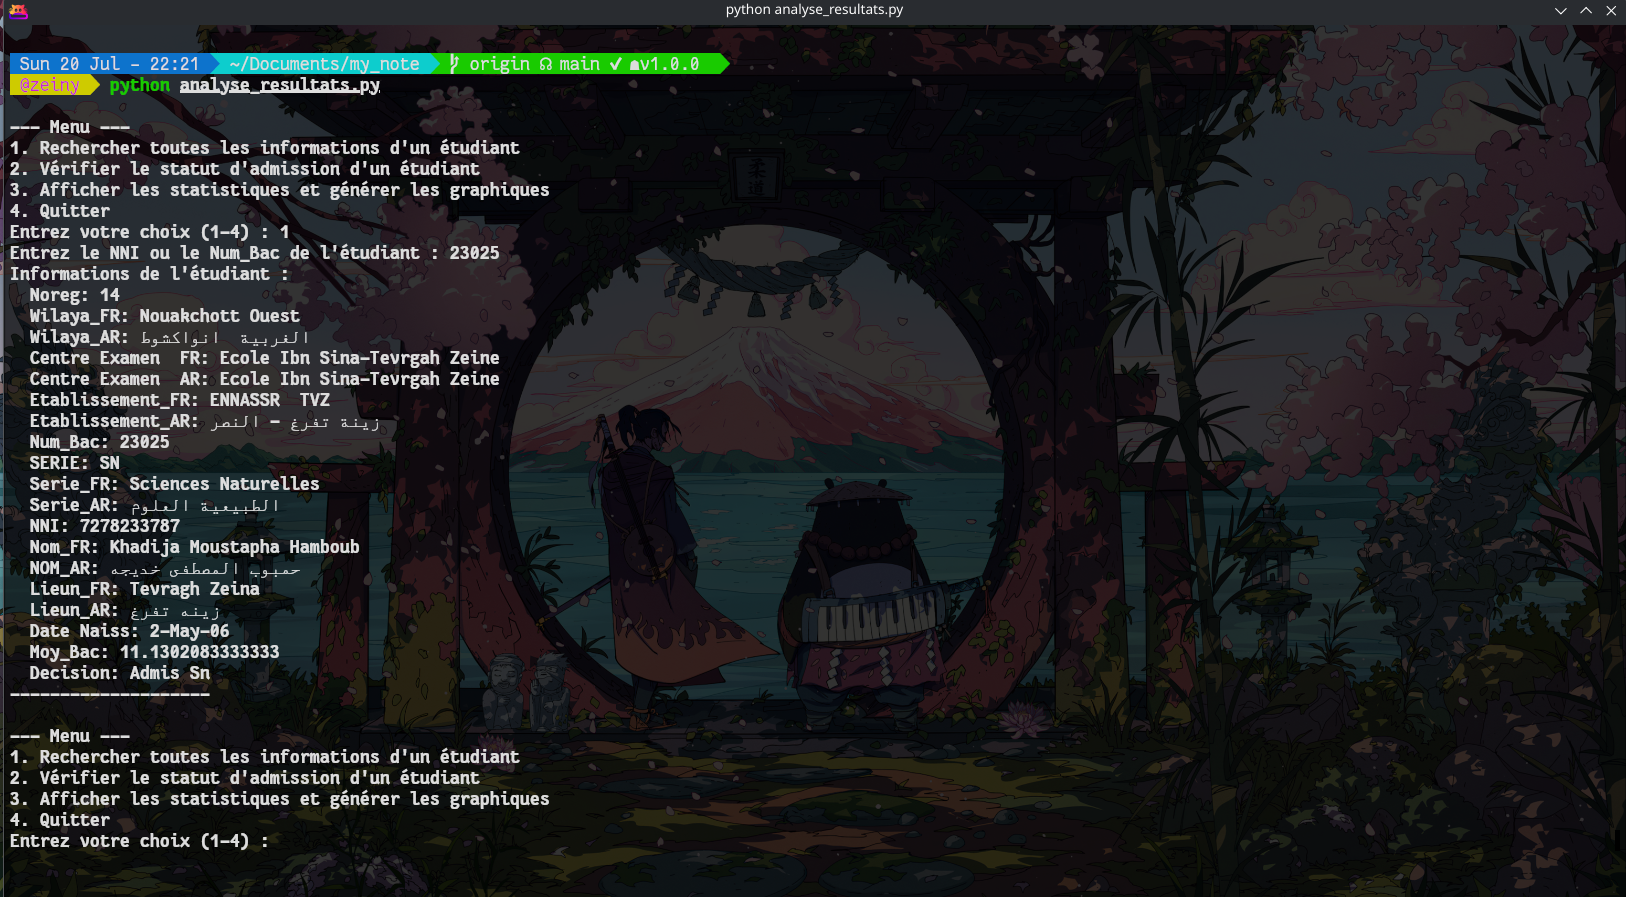 python analyse_resultats.py
Sun 20 Jul - 22:21 ~/Documents/my_note origin main ✔ v1.0.0
@zeiny python analyse_resultats.py
--- Menu ---
1. Rechercher toutes les informations d'un étudiant
2. Vérifier le statut d'admission d'un étudiant
3. Afficher les statistiques et générer les graphiques
4. Quitter
Entrez votre choix (1-4) : 1
Entrez le NNI ou le Num_Bac de l'étudiant : 23025
Informations de l'étudiant :
Noreg: 14
Wilaya_FR: Nouakchott Ouest
Wilaya_AR: انواكشوط الغربية
Centre Examen  FR: Ecole Ibn Sina-Tevrgah Zeine
Centre Examen  AR: Ecole Ibn Sina-Tevrgah Zeine
Etablissement_FR: ENNASSR  TVZ
Etablissement_AR: النصر - تفرغ زينة
Num_Bac: 23025
SERIE: SN
Serie_FR: Sciences Naturelles
Serie_AR: العلوم الطبيعية
NNI: 7278233787
Nom_FR: Khadija Moustapha Hamboub
NOM_AR: خديجه المصطفى حمبوب
Lieun_FR: Tevragh Zeina
Lieun_AR: تفرغ زينه
Date Naiss: 2-May-06
Moy_Bac: 11.1302083333333
Decision: Admis Sn
--------------------
--- Menu ---
1. Rechercher toutes les informations d'un étudiant
2. Vérifier le statut d'admission d'un étudiant
3. Afficher les statistiques et générer les graphiques
4. Quitter
Entrez votre choix (1-4) :
柔道